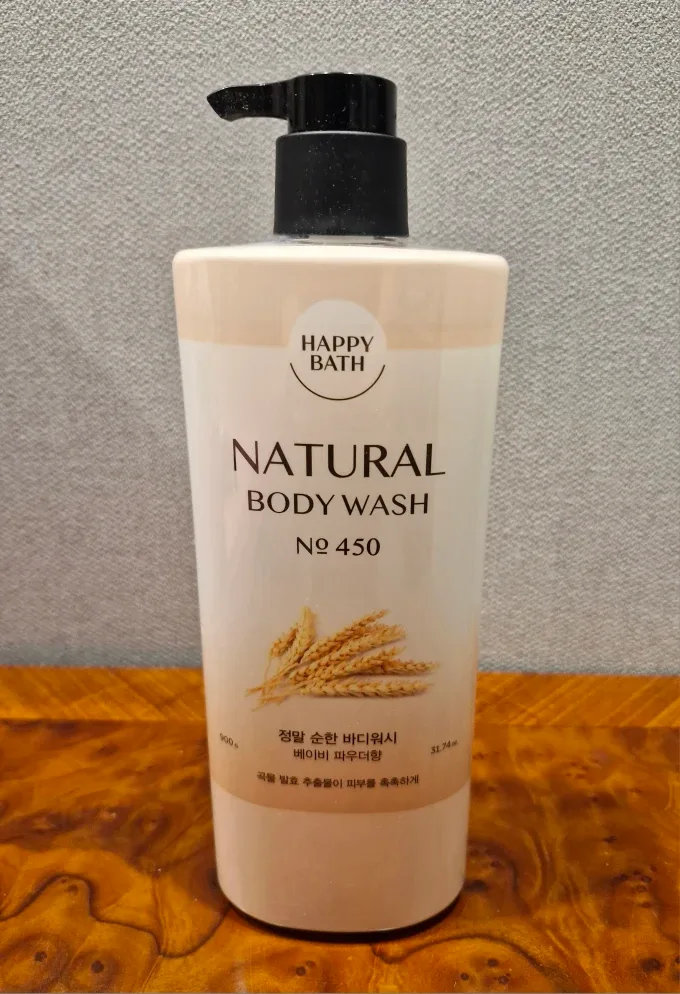 HAPPY
BATH
NATURAL
BODY WASH
Nº 450
정말 순한 바디워시
베이비 파우더향
900 g
31.74 oz
곡물 발효 추출물이 피부를 촉촉하게